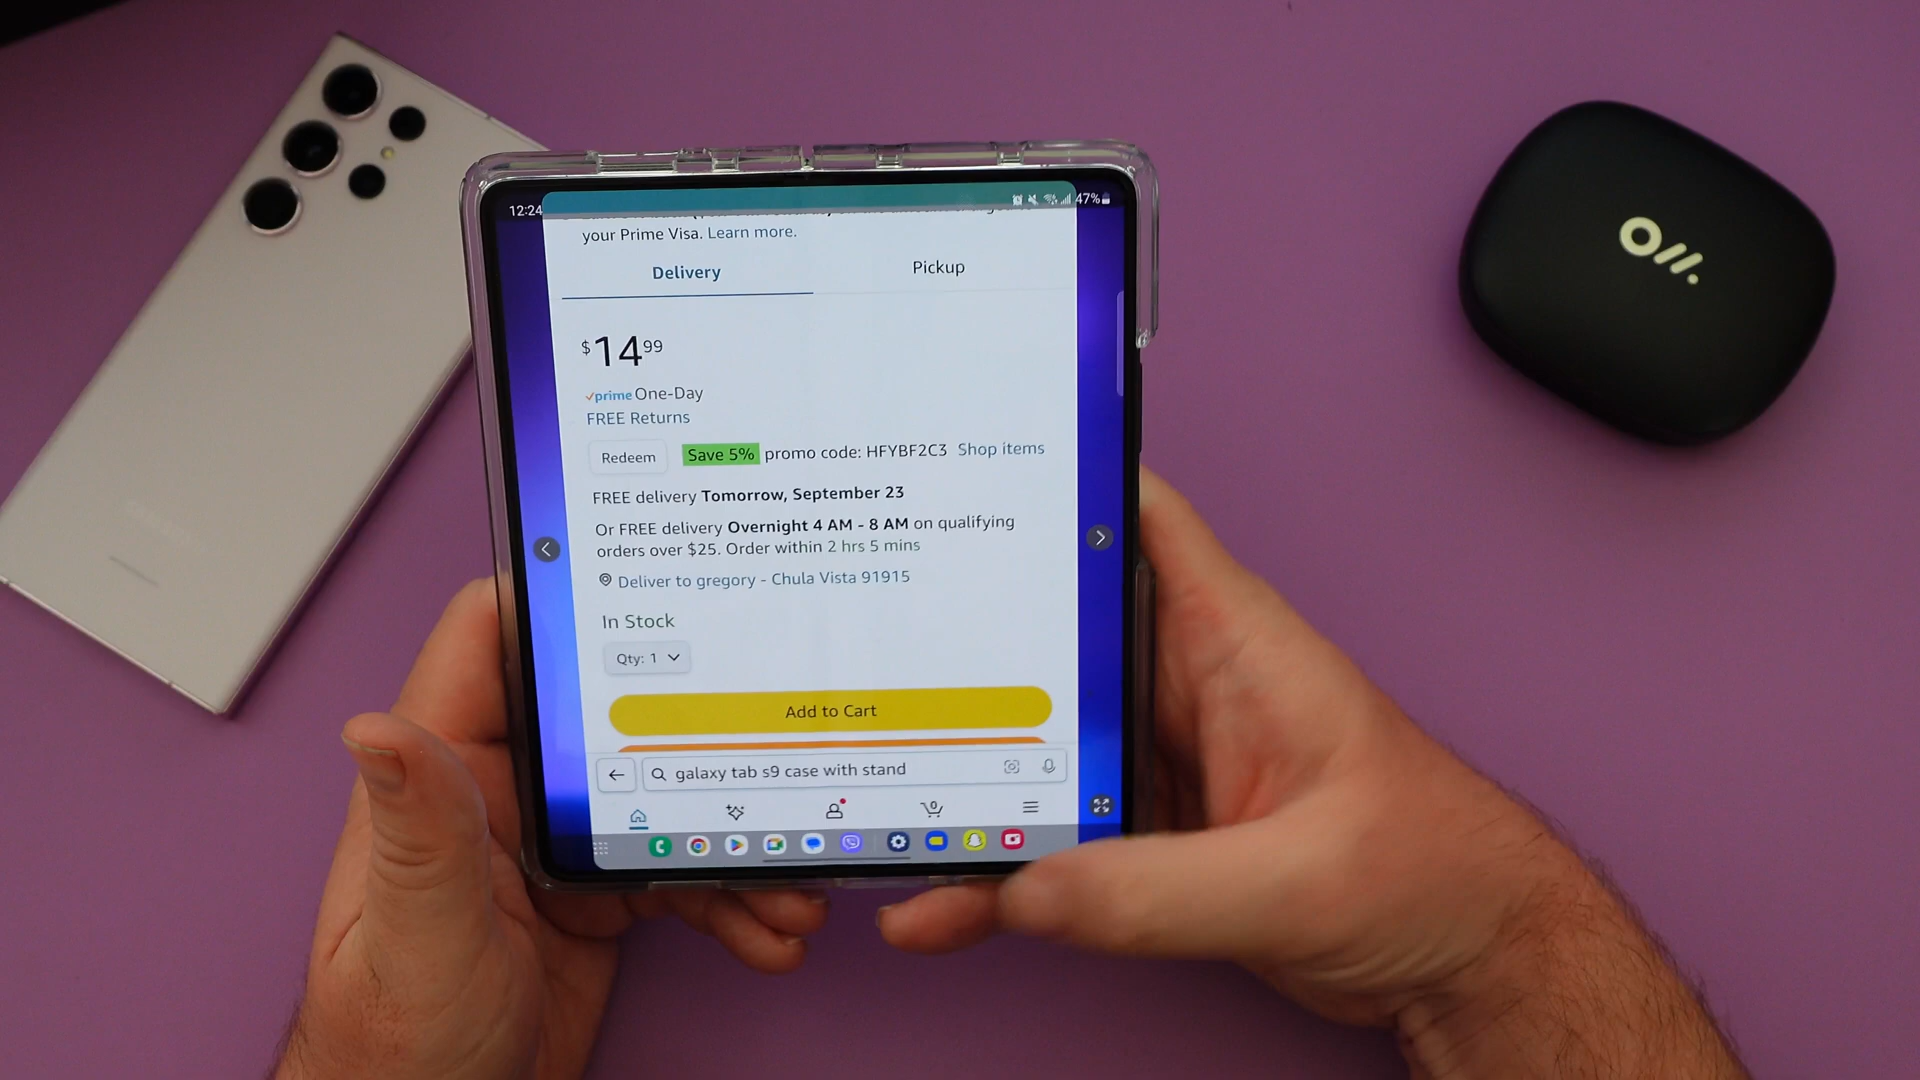 12:24
47%
your Prime Visa. Learn more.
Delivery
Pickup
$14.99
prime One-Day
FREE Returns
Redeem
Save 5% promo code: HFYBF2C3 Shop items
FREE delivery Tomorrow, September 23
Or FREE delivery Overnight 4 AM - 8 AM on qualifying
orders over $25. Order within 2 hrs 5 mins
Deliver to gregory - Chula Vista 91915
In Stock
Qty: 1
Add to Cart
galaxy tab s9 case with stand
0